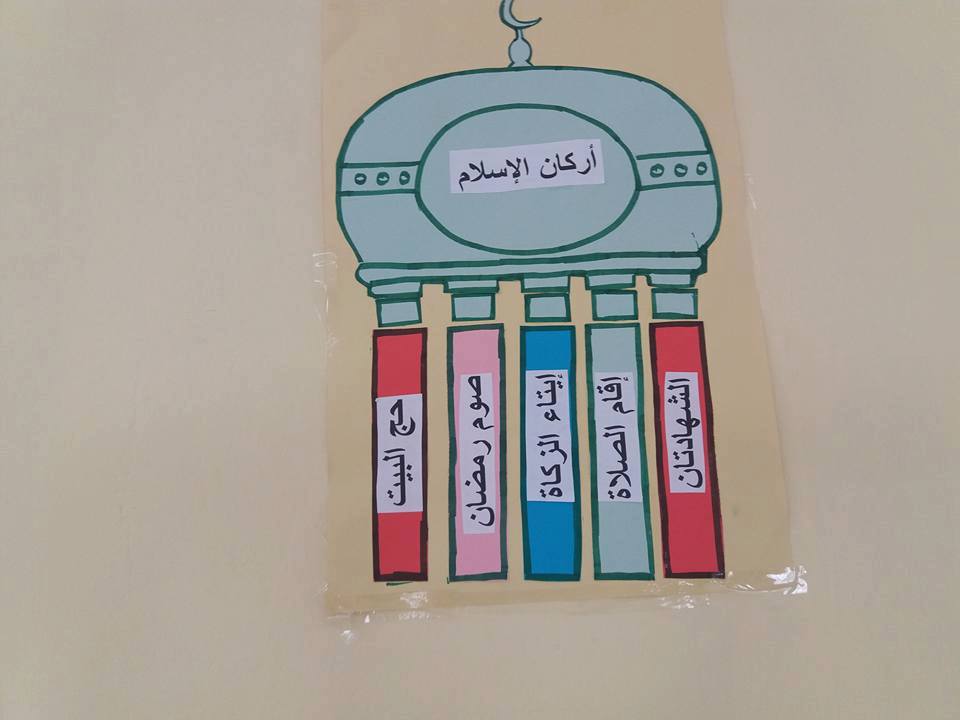 أركان الإسلام
الشهادتان
إقام الصلاة
إيتاء الزكاة
صوم رمضان
حج البيت